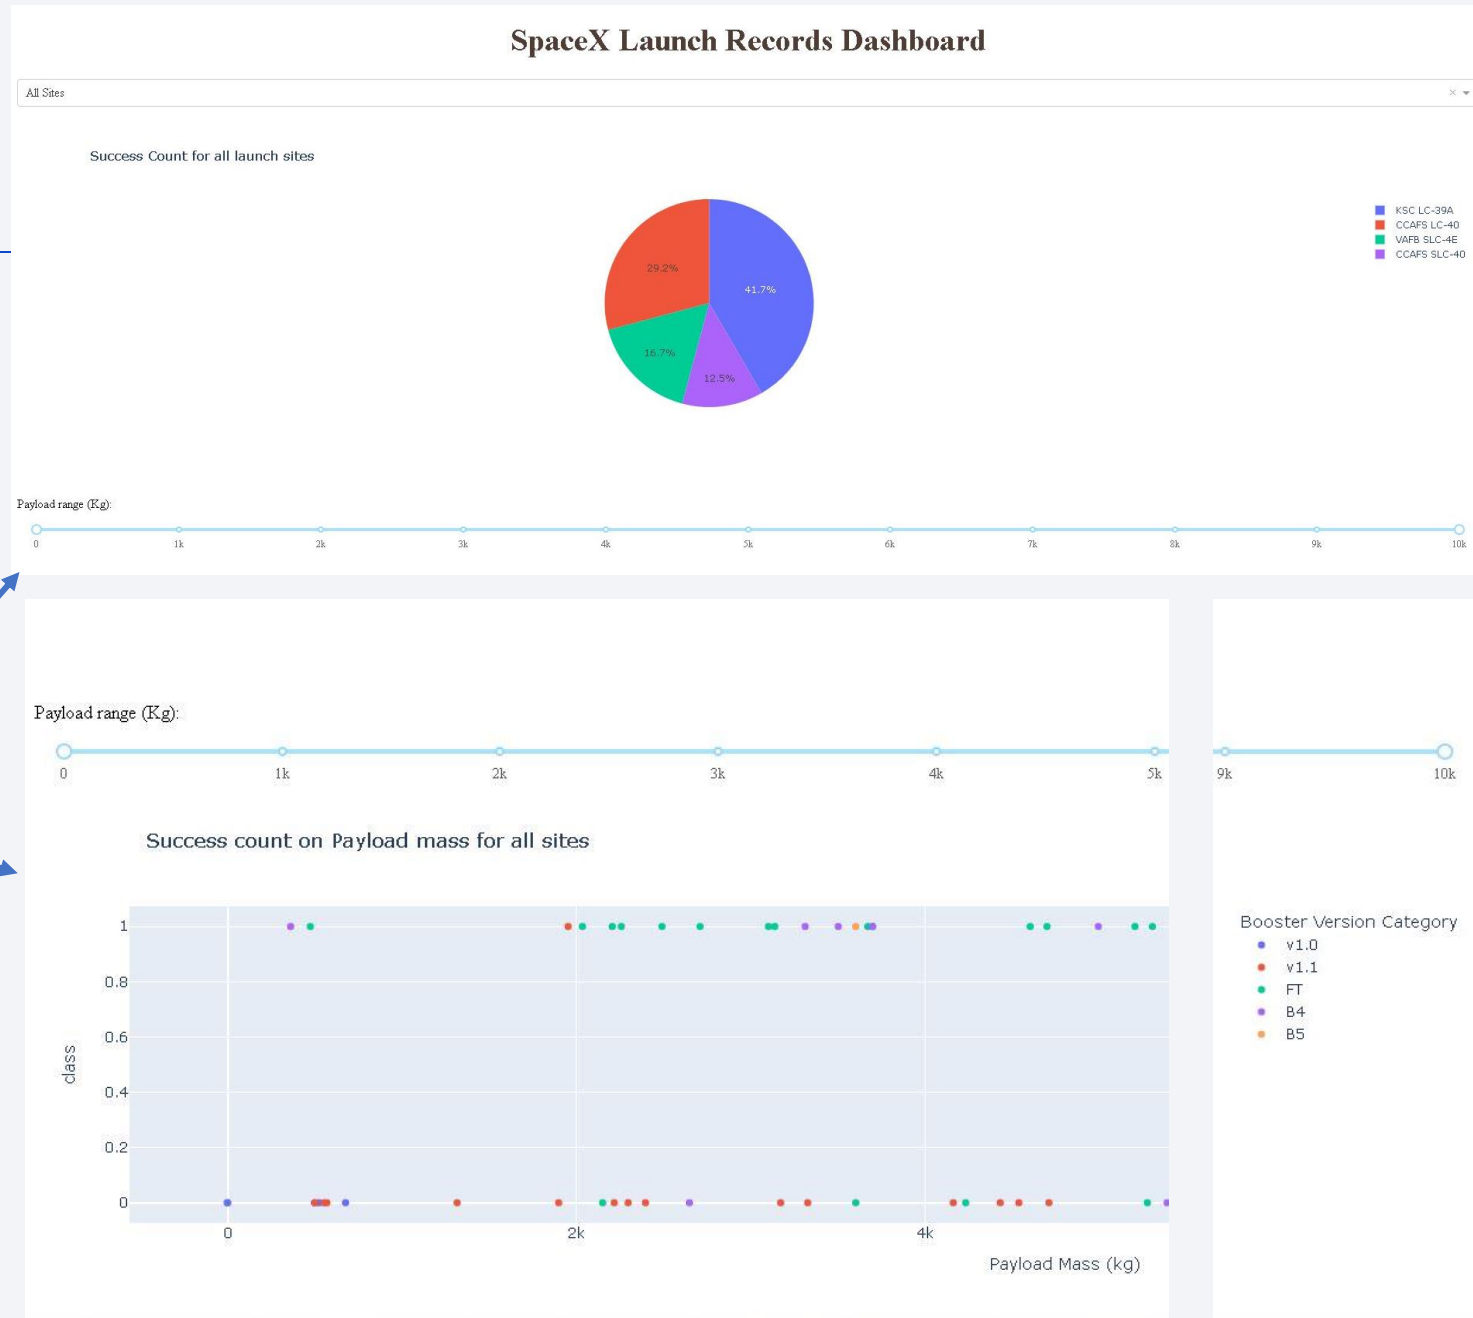 SpaceX Launch Records Dashboard
All Sites
Success Count for all launch sites
29.2%
41.7%
16.7%
12.5%
KSC LC-39A
CCAFS LC-40
VAFB SLC-4E
CCAFS SLC-40
Payload range (Kg):
0 1k 2k 3k 4k 5k 6k 7k 8k 9k 10k
Payload range (Kg):
0 1k 2k 3k 4k 5k 9k 10k
Success count on Payload mass for all sites
1
0.8
0.6
0.4
0.2
0
class
0 2k 4k
Payload Mass (kg)
Booster Version Category
v1.0
v1.1
FT
B4
B5